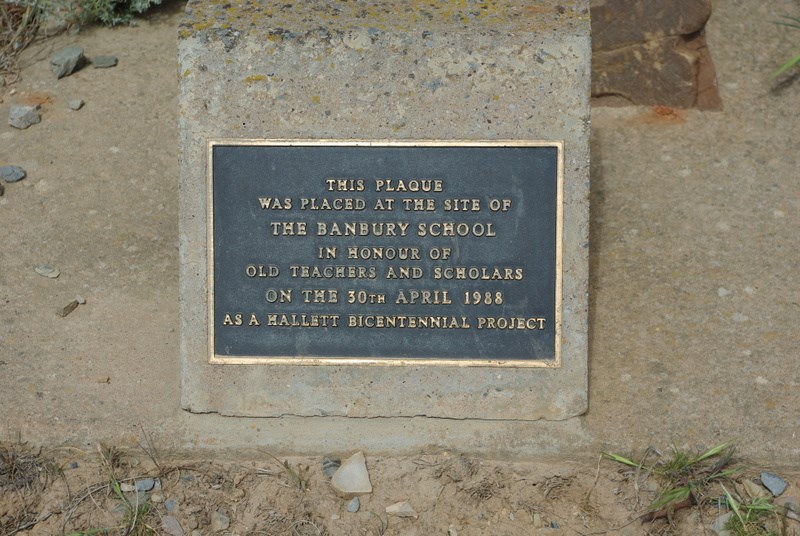 THIS PLAQUE
WAS PLACED AT THE SITE OF
THE BANBURY SCHOOL
IN HONOUR OF
OLD TEACHERS AND SCHOLARS
ON THE 30TH APRIL 1988
AS A HALLETT BICENTENNIAL PROJECT